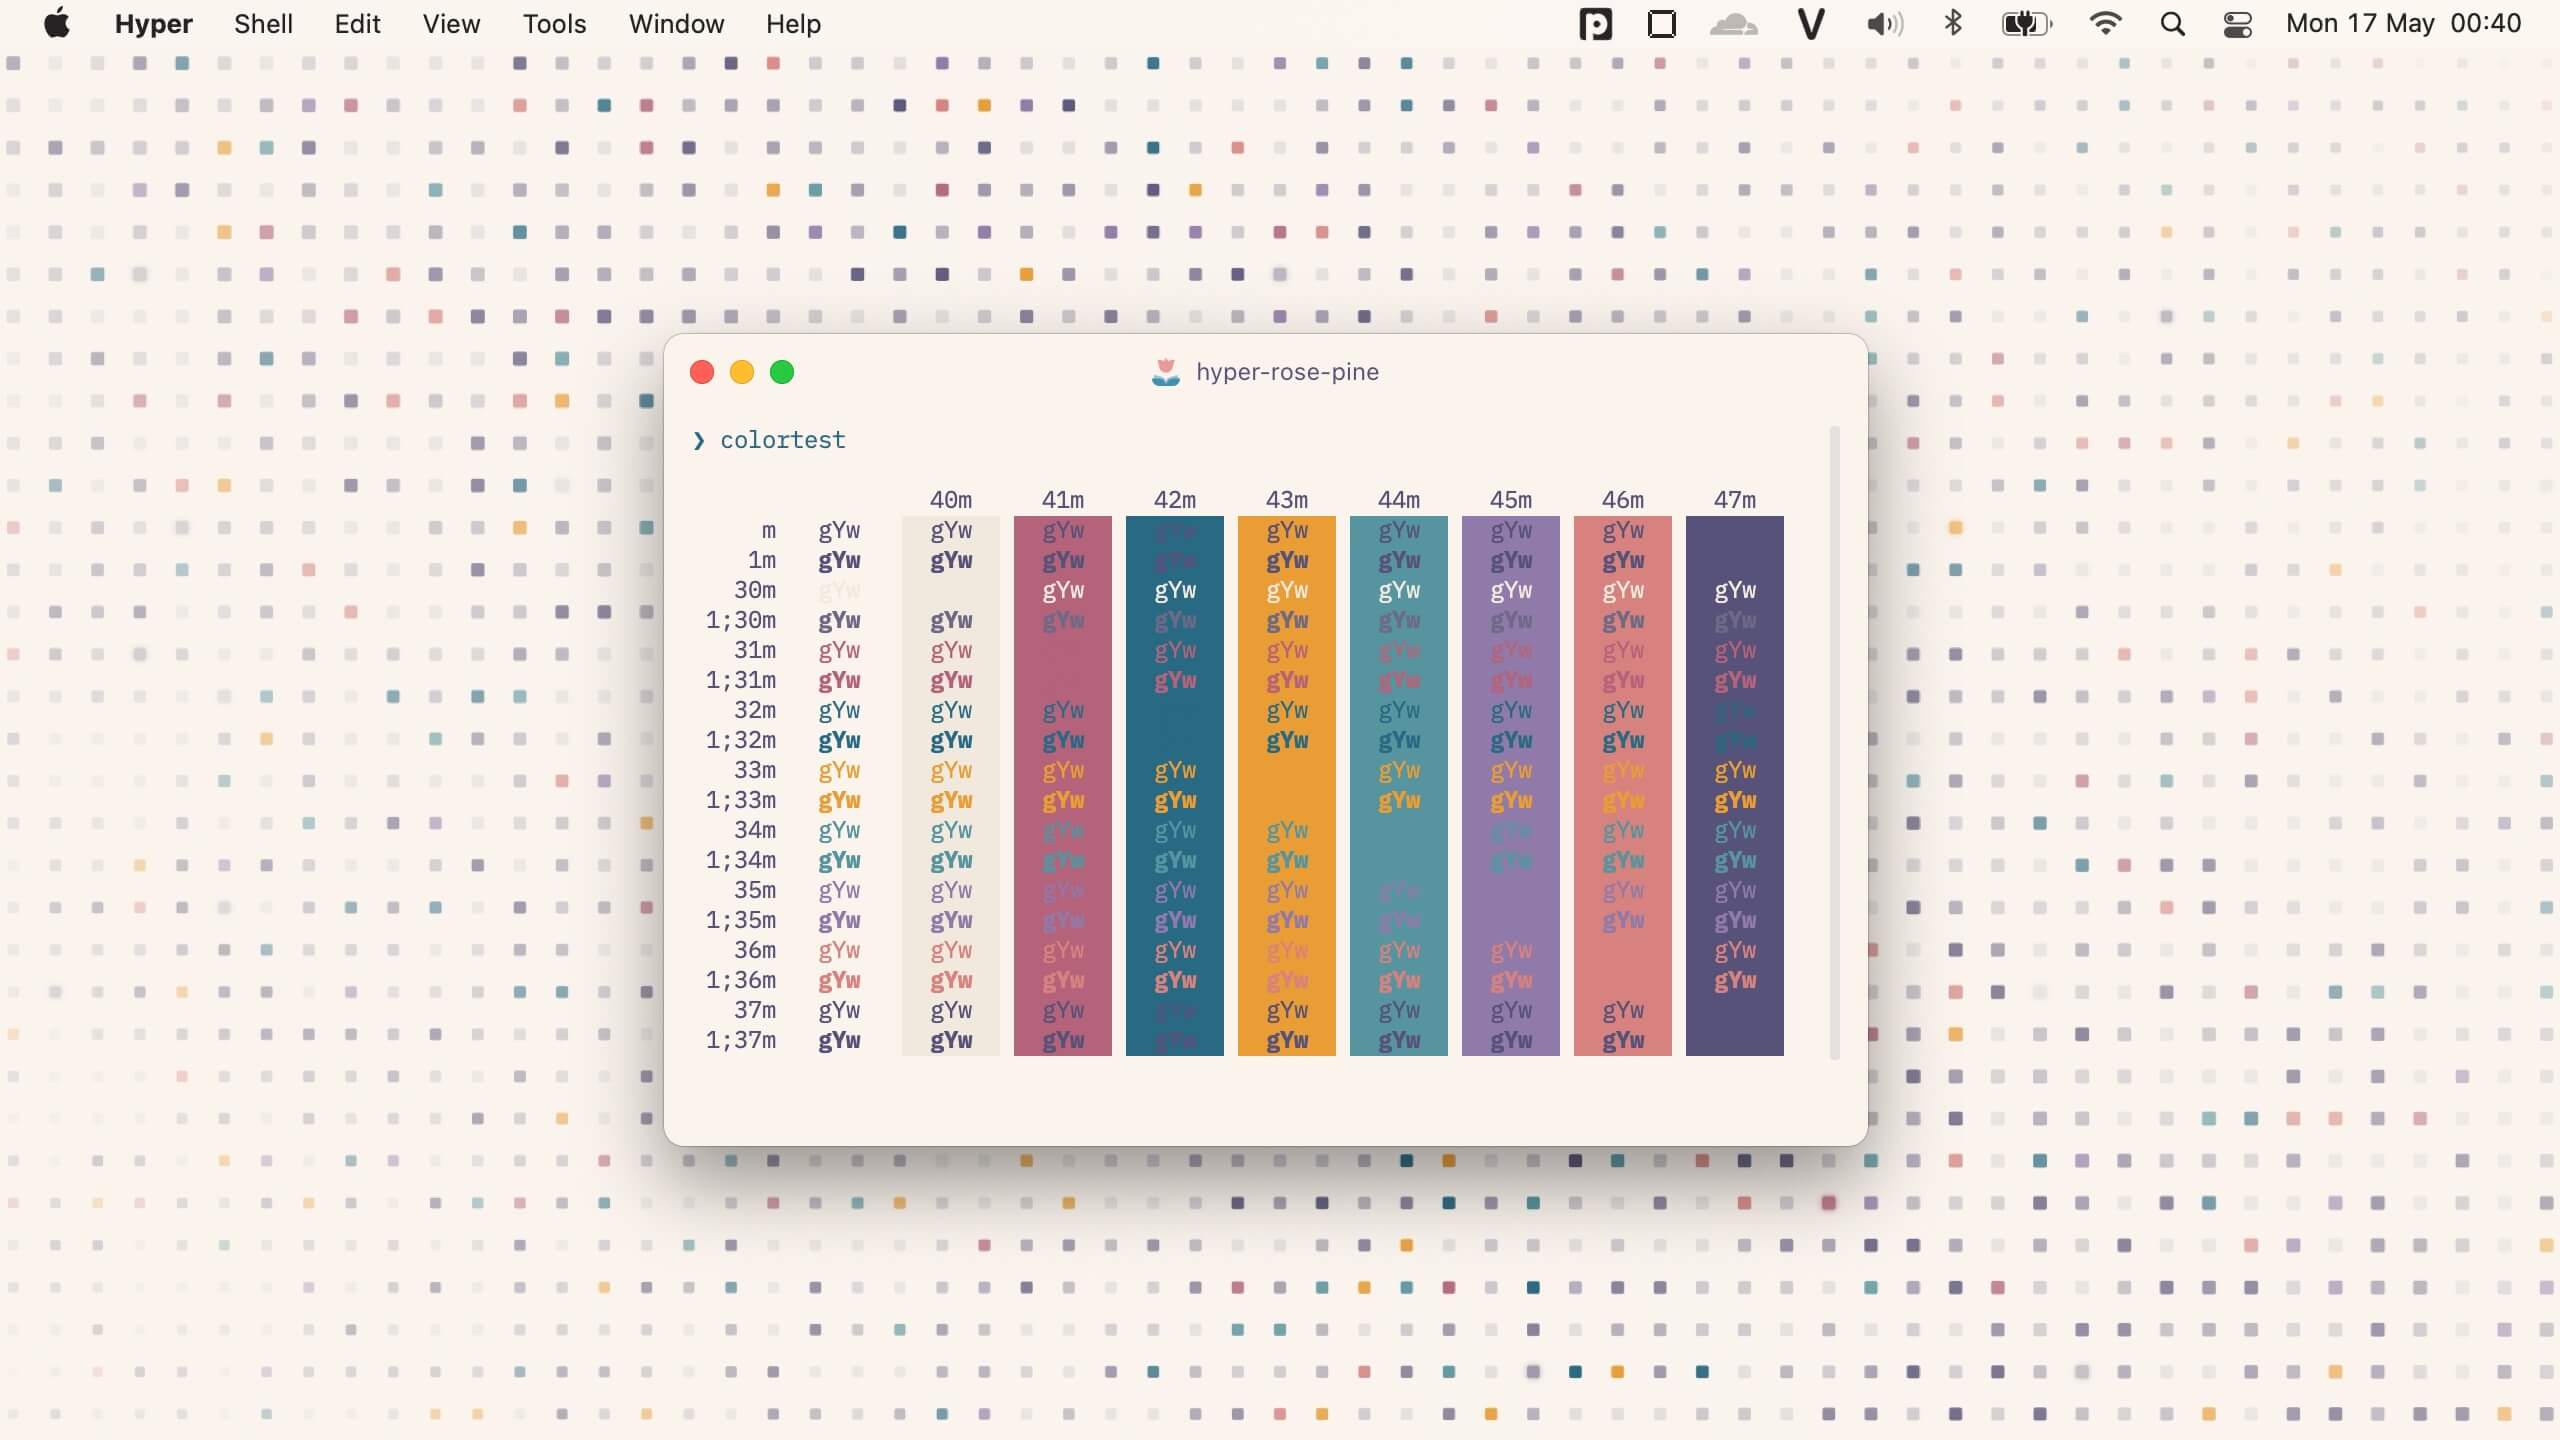 Hyper Shell Edit View Tools Window Help Mon 17 May 00:40
hyper-rose-pine
❯ colortest
40m 41m 42m 43m 44m 45m 46m 47m
m gYw gYw gYw gYw gYw gYw gYw gYw
1m gYw gYw gYw gYw gYw gYw gYw gYw
30m gYw gYw gYw gYw gYw gYw gYw gYw
1;30m gYw gYw gYw gYw gYw gYw gYw gYw gYw
31m gYw gYw gYw gYw gYw gYw gYw gYw
1;31m gYw gYw gYw gYw gYw gYw gYw gYw
32m gYw gYw gYw gYw gYw gYw gYw gYw
1;32m gYw gYw gYw gYw gYw gYw gYw gYw
33m gYw gYw gYw gYw gYw gYw gYw gYw
1;33m gYw gYw gYw gYw gYw gYw gYw gYw
34m gYw gYw gYw gYw gYw gYw gYw gYw
1;34m gYw gYw gYw gYw gYw gYw gYw gYw
35m gYw gYw gYw gYw gYw gYw gYw gYw
1;35m gYw gYw gYw gYw gYw gYw gYw gYw
36m gYw gYw gYw gYw gYw gYw gYw gYw
1;36m gYw gYw gYw gYw gYw gYw gYw gYw
37m gYw gYw gYw gYw gYw gYw gYw gYw
1;37m gYw gYw gYw gYw gYw gYw gYw gYw